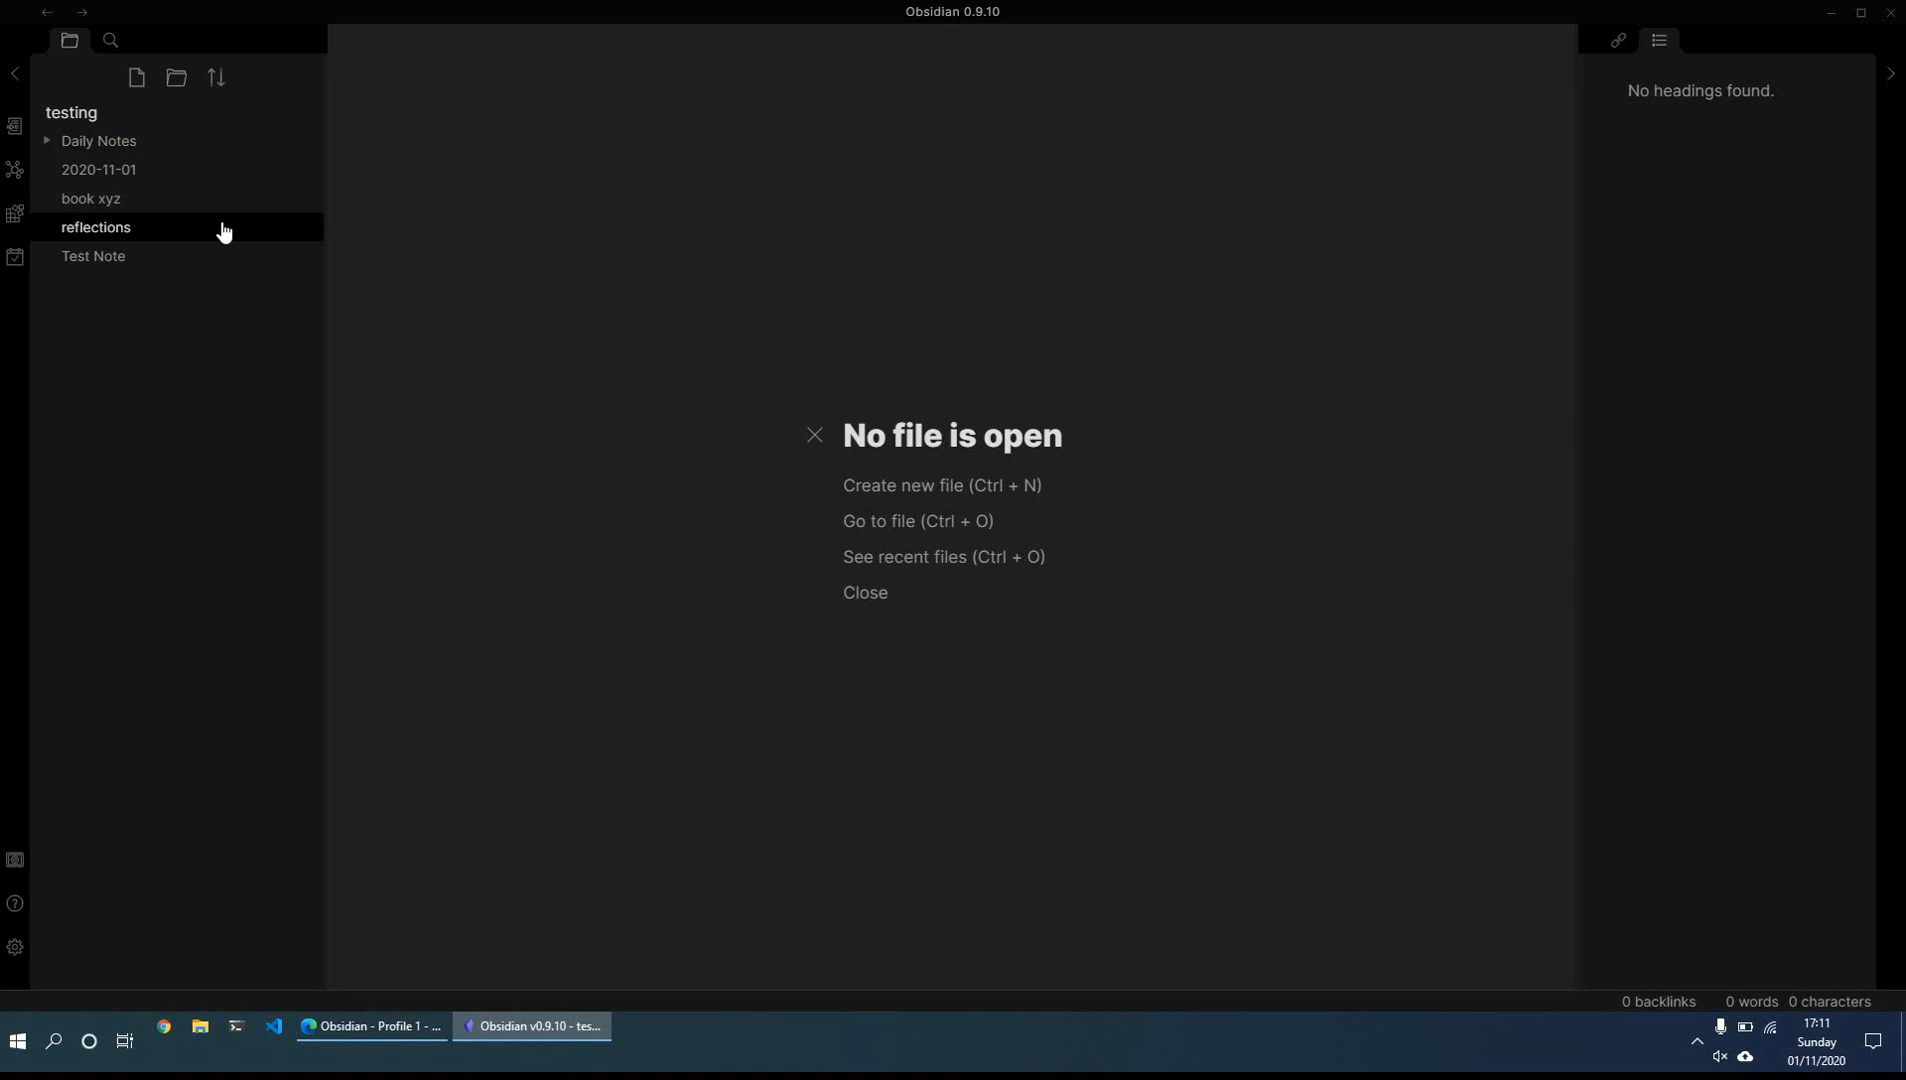 Obsidian 0.9.10
testing
Daily Notes
2020-11-01
book xyz
reflections
Test Note
No headings found.
No file is open
Create new file (Ctrl + N)
Go to file (Ctrl + O)
See recent files (Ctrl + O)
Close
0 backlinks 0 words 0 characters
Obsidian - Profile 1 - ...
Obsidian v0.9.10 - tes...
17:11
Sunday
01/11/2020